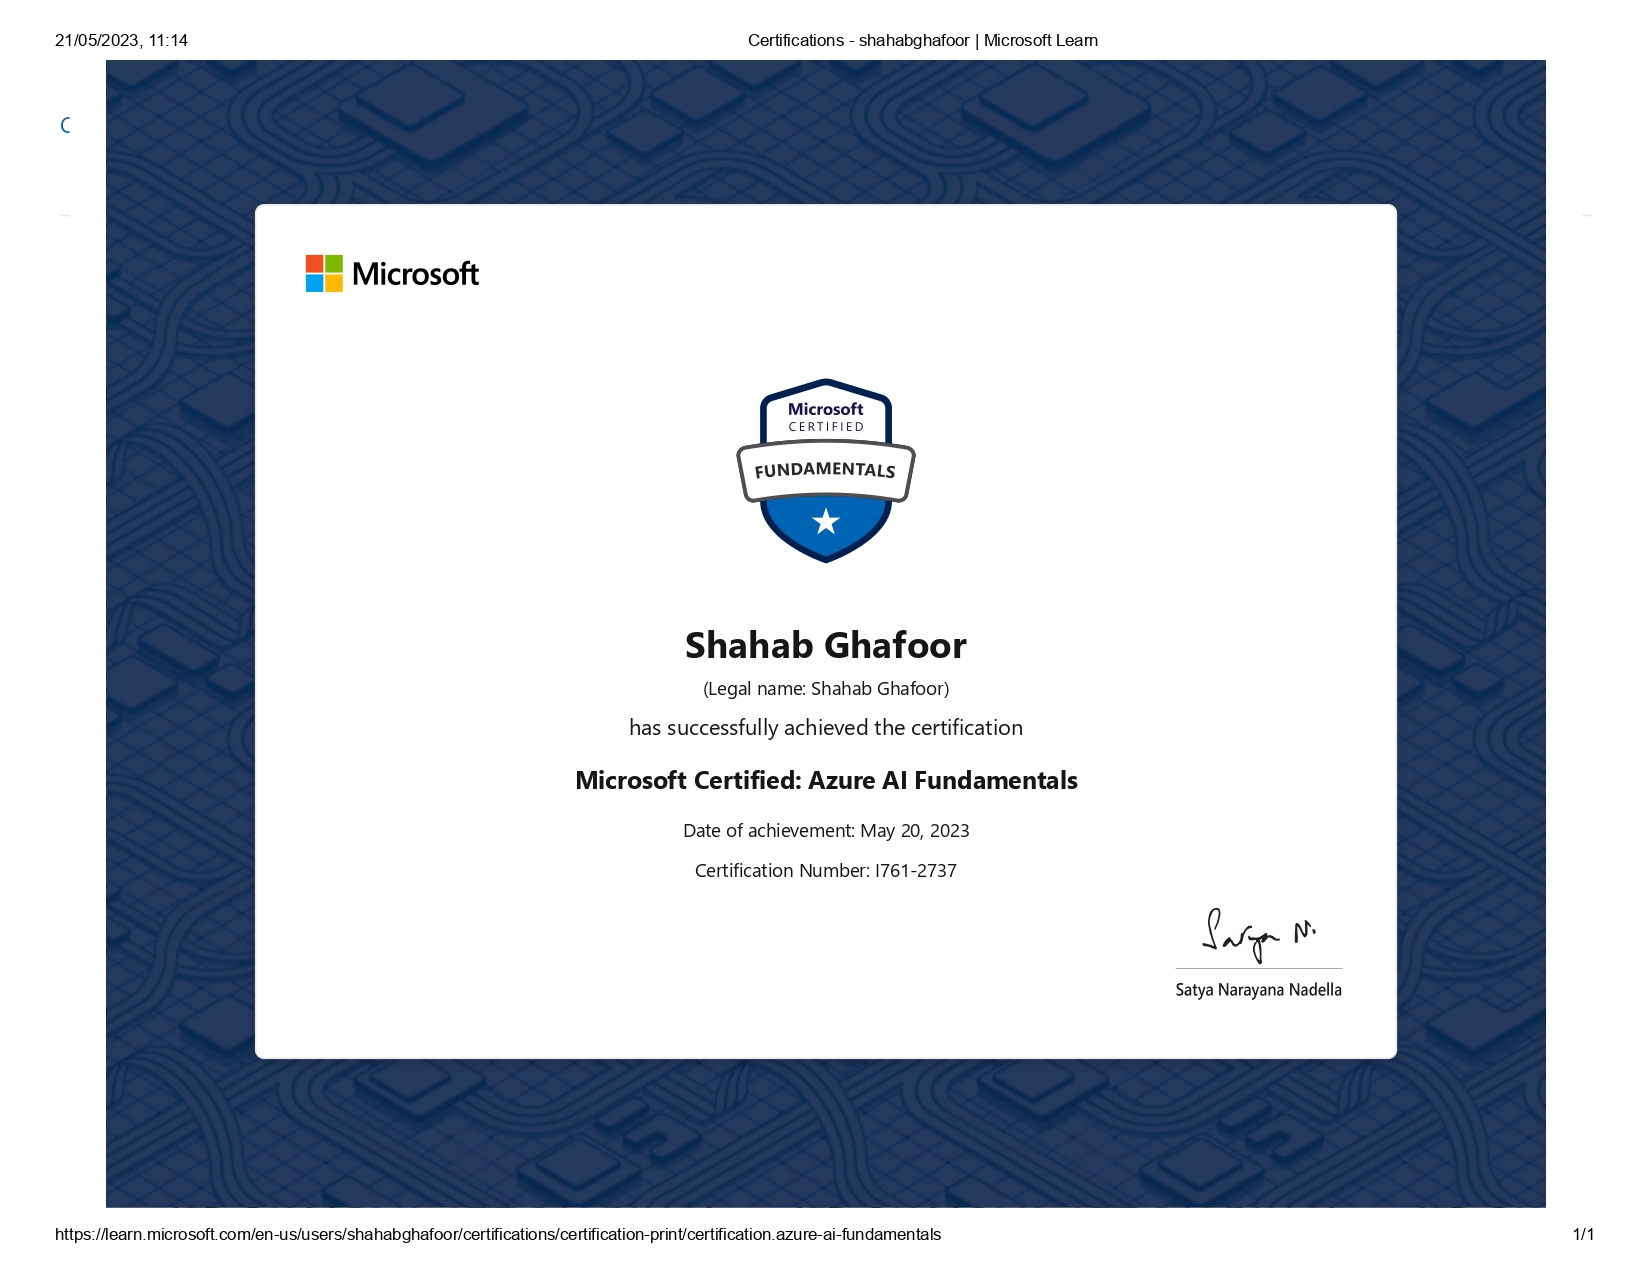 21/05/2023, 11:14
Certifications - shahabghafoor | Microsoft Learn
C
Microsoft
Microsoft
CERTIFIED
FUNDAMENTALS
Shahab Ghafoor
(Legal name: Shahab Ghafoor)
has successfully achieved the certification
Microsoft Certified: Azure AI Fundamentals
Date of achievement: May 20, 2023
Certification Number: I761-2737
Satya N.
Satya Narayana Nadella
https://learn.microsoft.com/en-us/users/shahabghafoor/certifications/certification-print/certification.azure-ai-fundamentals
1/1